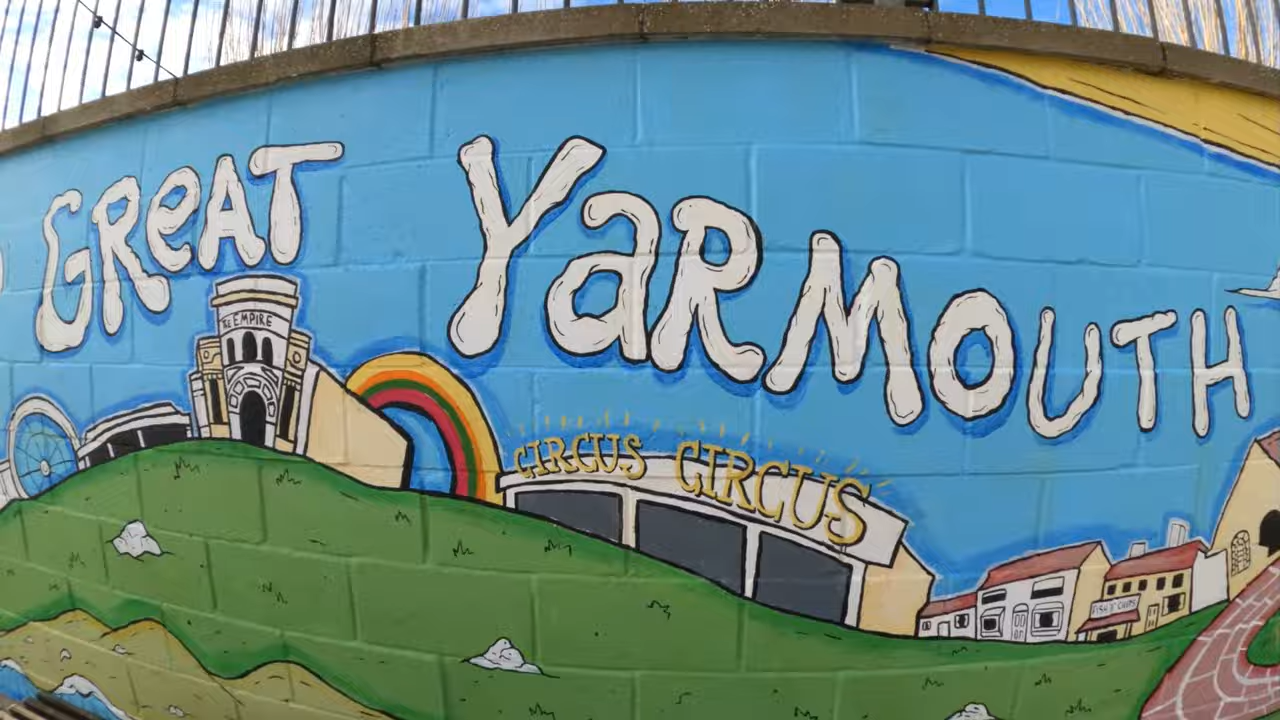 GReAT YaRMOUTH
THE EMPIRE
CIRCUS CIRCUS
FISH 'N' CHIPS